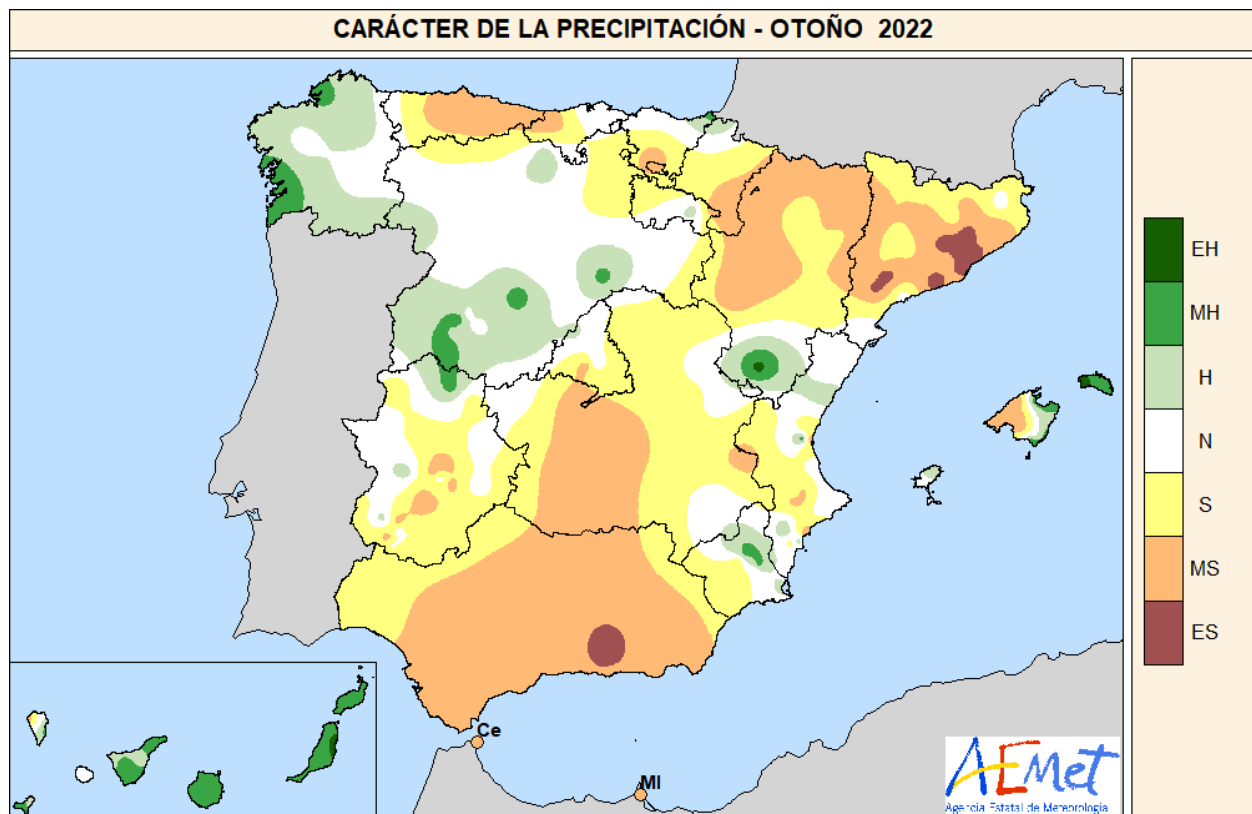 CARÁCTER DE LA PRECIPITACIÓN - OTOÑO 2022
EH
MH
H
N
S
MS
ES
Ce
Ml
AEMet
Agencia Estatal de Meteorología